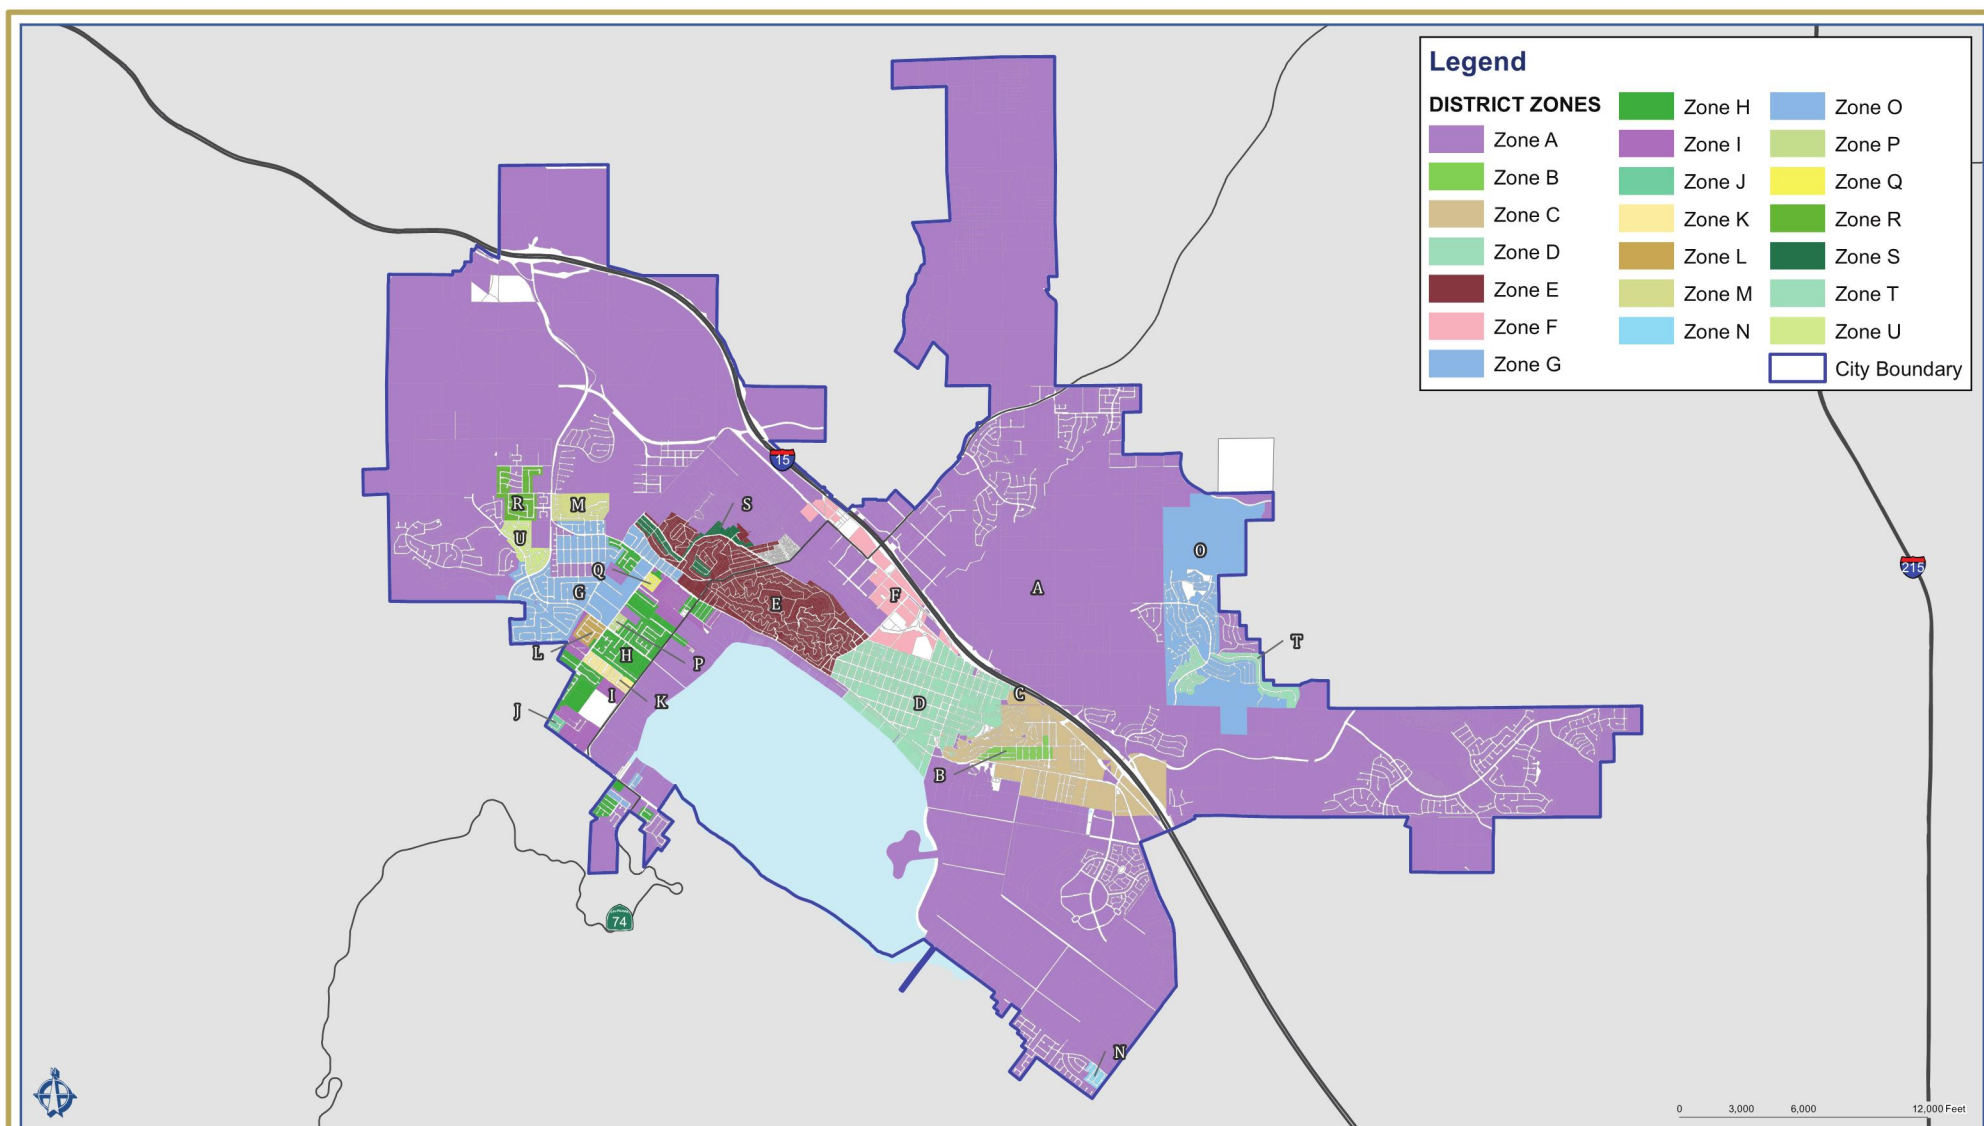 Legend
DISTRICT ZONES
Zone A
Zone B
Zone C
Zone D
Zone E
Zone F
Zone G
Zone H
Zone I
Zone J
Zone K
Zone L
Zone M
Zone N
Zone O
Zone P
Zone Q
Zone R
Zone S
Zone T
Zone U
City Boundary
15
215
R
M
S
U
Q
O
G
A
E
F
T
L
H
P
I
K
C
D
J
B
74
N
0 3,000 6,000 12,000 Feet